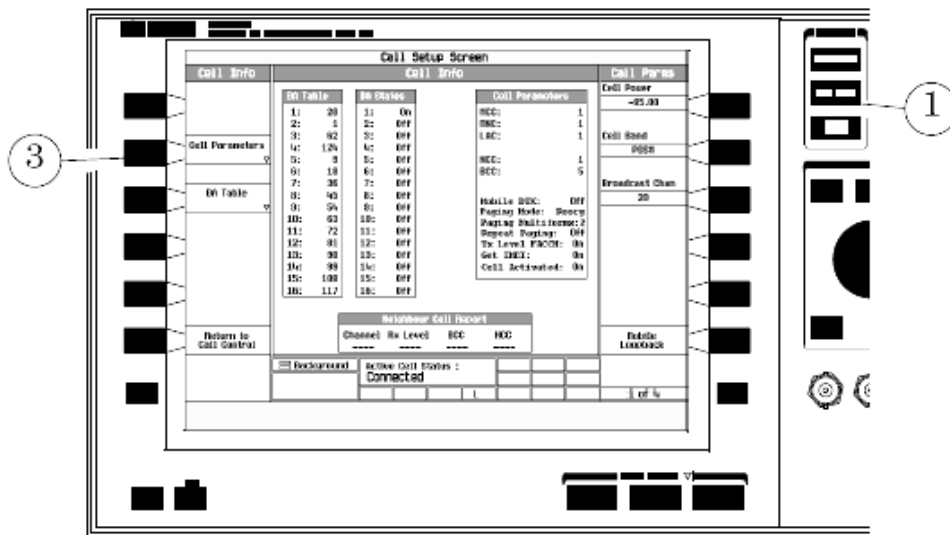 Call Setup Screen
Cell Info
Cell Info
Call Parms
BA Table
1: 20
2: 1
3: 62
4: 124
5: 9
6: 18
7: 36
8: 45
9: 54
10: 63
11: 72
12: 81
13: 90
14: 99
15: 108
16: 117
BA States
1: On
2: Off
3: Off
4: Off
5: Off
6: Off
7: Off
8: Off
9: Off
10: Off
11: Off
12: Off
13: Off
14: Off
15: Off
16: Off
Cell Parameters
MCC: 1
MNC: 1
LAC: 1
NCC: 1
BCC: 5
Mobile DTX: Off
Paging Mode: Reorg
Paging Multiframe: 2
Repeat Paging: Off
Tx Level FACCH: On
Get IMEI: On
Cell Activated: On
Cell Parameters
BA Table
Return to
Call Control
Cell Power
-85.00
Cell Band
Broadcast Chan
20
Mobile
Loopback
Neighbour Cell Report
Channel Rx Level BCC NCC
---- ---- ---- ----
Background
Active Cell Status :
Connected
L
1 of 4
1
3